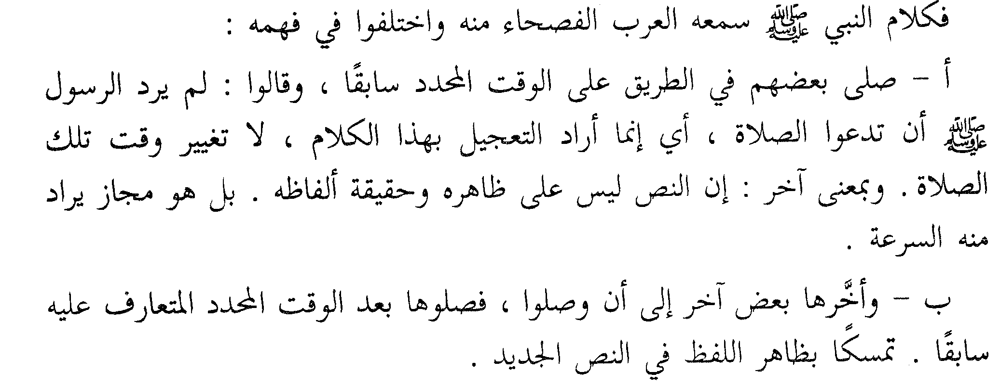 فكلام النبي ﷺ سمعه العرب الفصحاء منه واختلفوا في فهمه :
أ – صلى بعضهم في الطريق على الوقت المحدد سابقًا ، وقالوا : لم يرد الرسول
ﷺ أن تدعوا الصلاة ، أي إنما أراد التعجيل بهذا الكلام ، لا تغيير وقت تلك
الصلاة . وبمعنى آخر : إن النص ليس على ظاهره وحقيقة ألفاظه . بل هو مجاز يراد
منه السرعة .
ب – وأخَّرها بعض آخر إلى أن وصلوا ، فصلوها بعد الوقت المحدد المتعارف عليه
سابقًا . تمسكًا بظاهر اللفظ في النص الجديد .